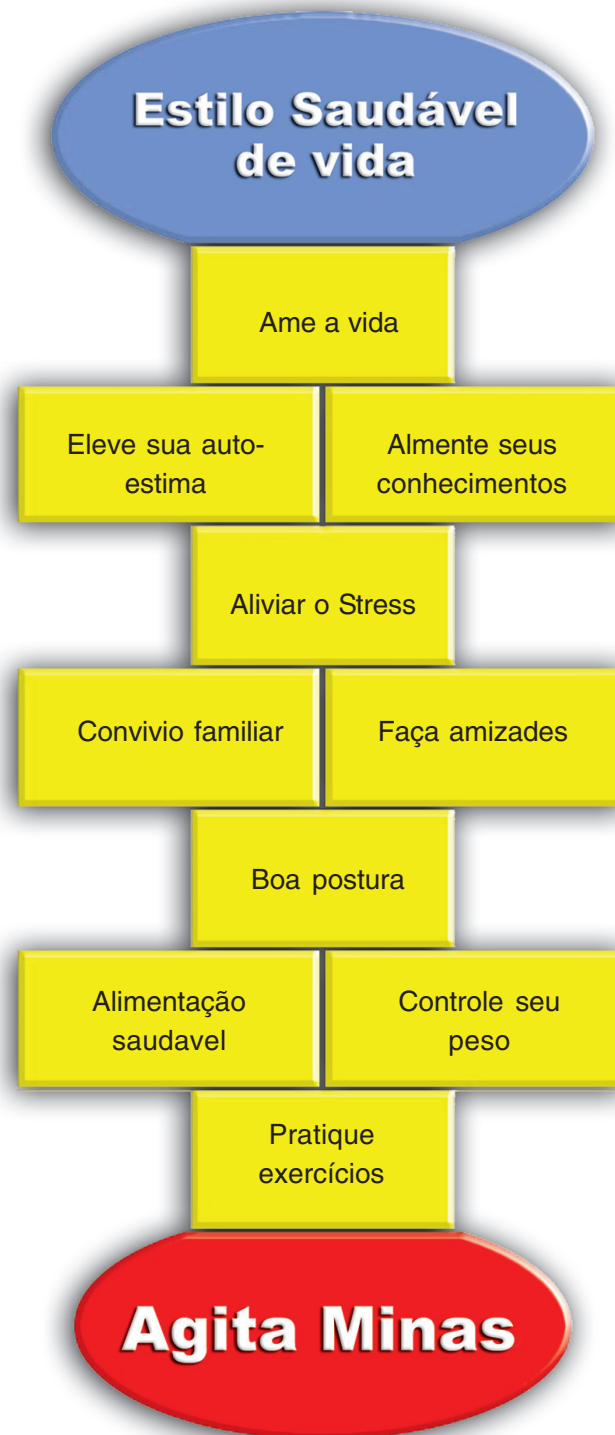 Estilo Saudável
de vida
Ame a vida
Eleve sua auto-
estima
Almente seus
conhecimentos
Aliviar o Stress
Convivio familiar
Faça amizades
Boa postura
Alimentação
saudavel
Controle seu
peso
Pratique
exercícios
Agita Minas